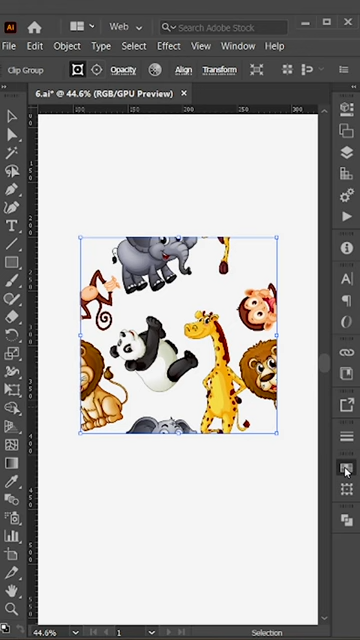 Ai
Web
Search Adobe Stock
File Edit Object Type Select Effect View Window Help
Clip Group
Opacity
Align
Transform
6.ai* @ 44.6% (RGB/GPU Preview)
44.6%
1
Selection